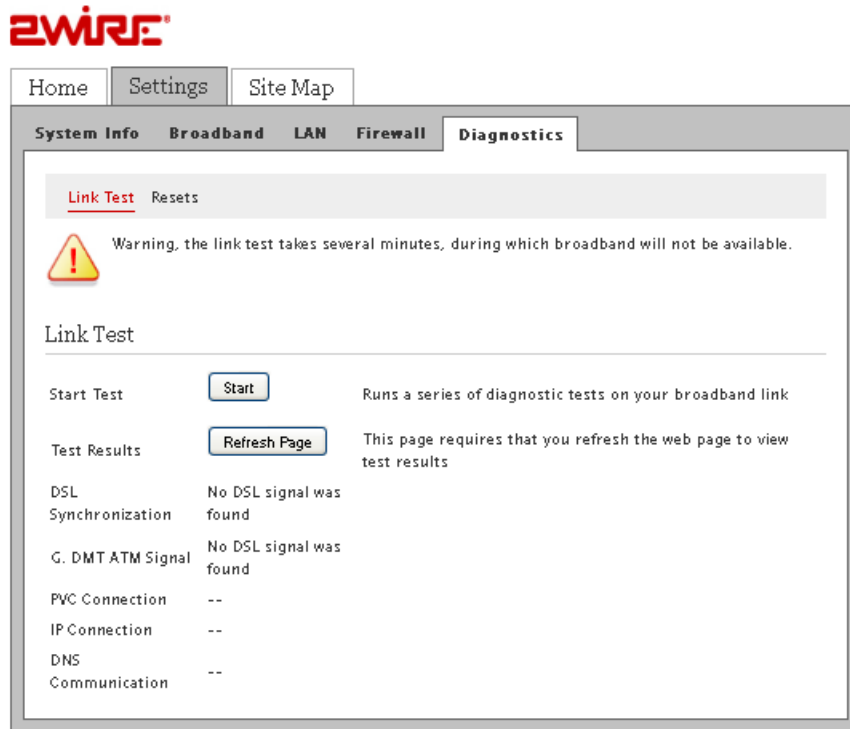 2WIRE
Home Settings Site Map
System Info Broadband LAN Firewall Diagnostics
Link Test Resets
Warning, the link test takes several minutes, during which broadband will not be available.
Link Test
Start Test Start Runs a series of diagnostic tests on your broadband link
Test Results Refresh Page This page requires that you refresh the web page to view
test results
DSL
Synchronization
No DSL signal was
found
G. DMT ATM Signal
No DSL signal was
found
PVC Connection --
IP Connection --
DNS
Communication
--